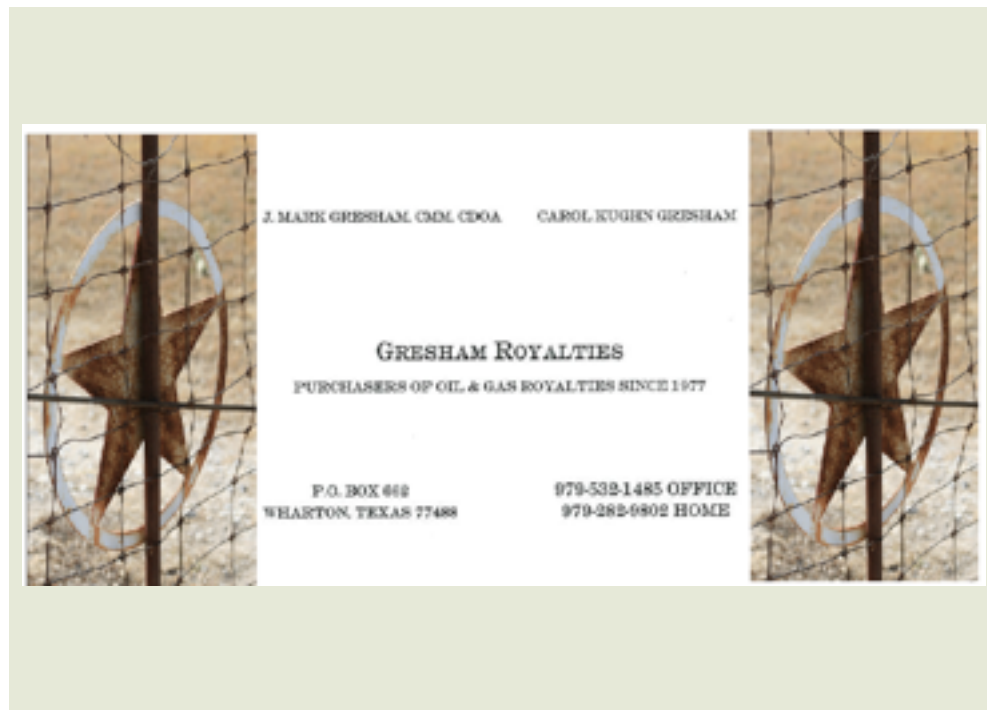 J. MARK GRESHAM, CMM, CDOA
CAROL KUGHN GRESHAM
GRESHAM ROYALTIES
PURCHASERS OF OIL & GAS ROYALTIES SINCE 1977
P.O. BOX 662
WHARTON, TEXAS 77488
979-532-1485 OFFICE
979-282-9802 HOME